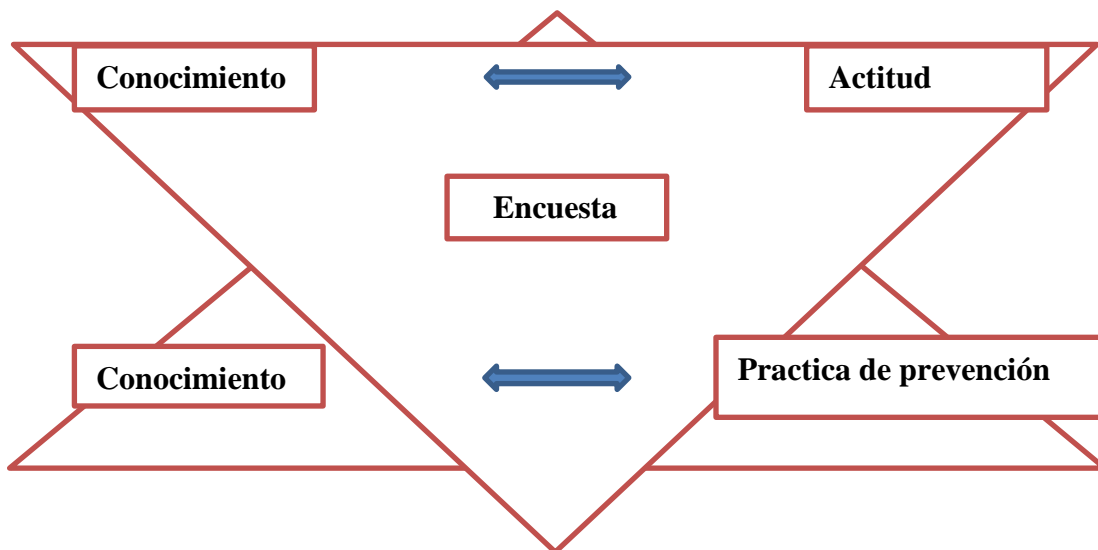 Conocimiento
Actitud
Encuesta
Conocimiento
Practica de prevención